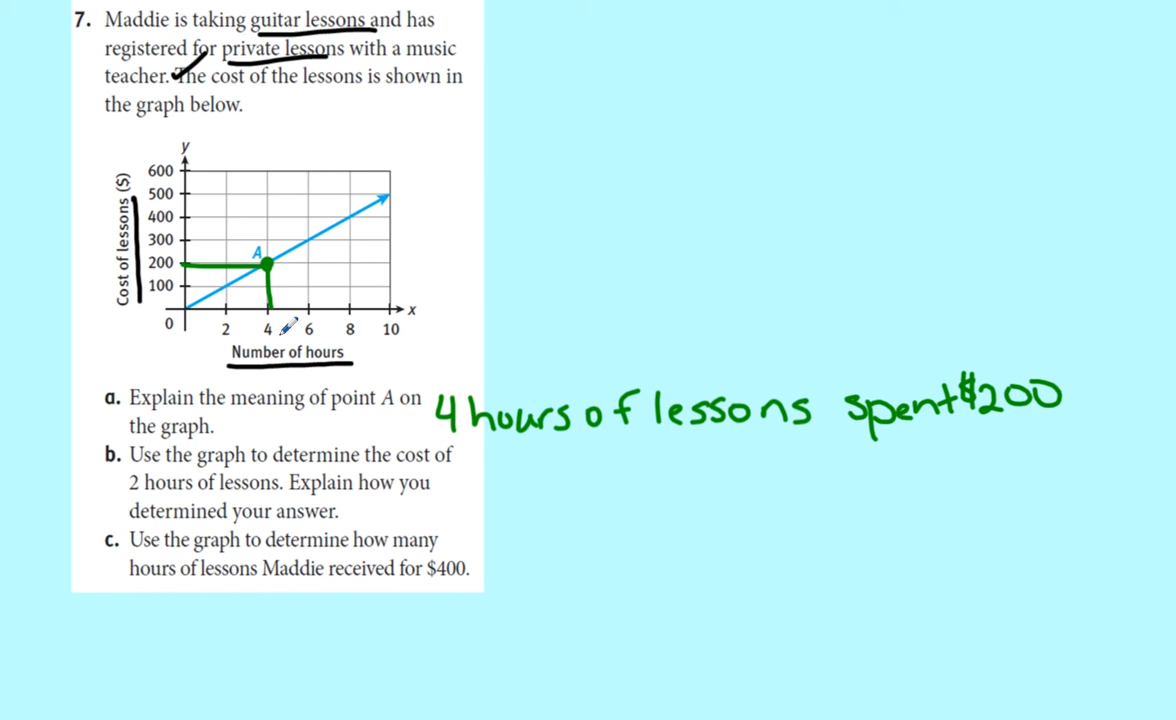 7. Maddie is taking guitar lessons and has
registered for private lessons with a music
teacher. The cost of the lessons is shown in
the graph below.
y
600
500
400
300
200
100
0
Cost of lessons ($)
A
x
2 4 6 8 10
Number of hours
a. Explain the meaning of point A on
the graph.
4 hours of lessons spent $200
b. Use the graph to determine the cost of
2 hours of lessons. Explain how you
determined your answer.
c. Use the graph to determine how many
hours of lessons Maddie received for $400.